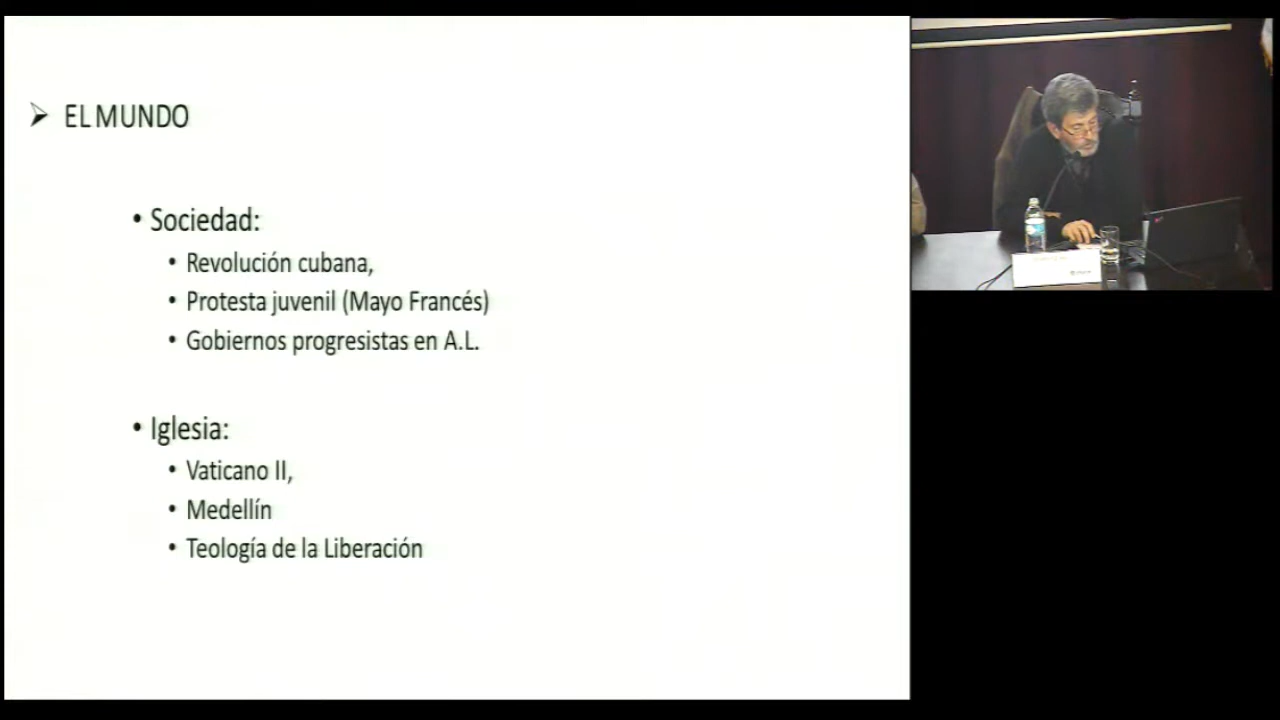 EL MUNDO
Sociedad:
Revolución cubana,
Protesta juvenil (Mayo Francés)
Gobiernos progresistas en A.L.
Iglesia:
Vaticano II,
Medellín
Teología de la Liberación